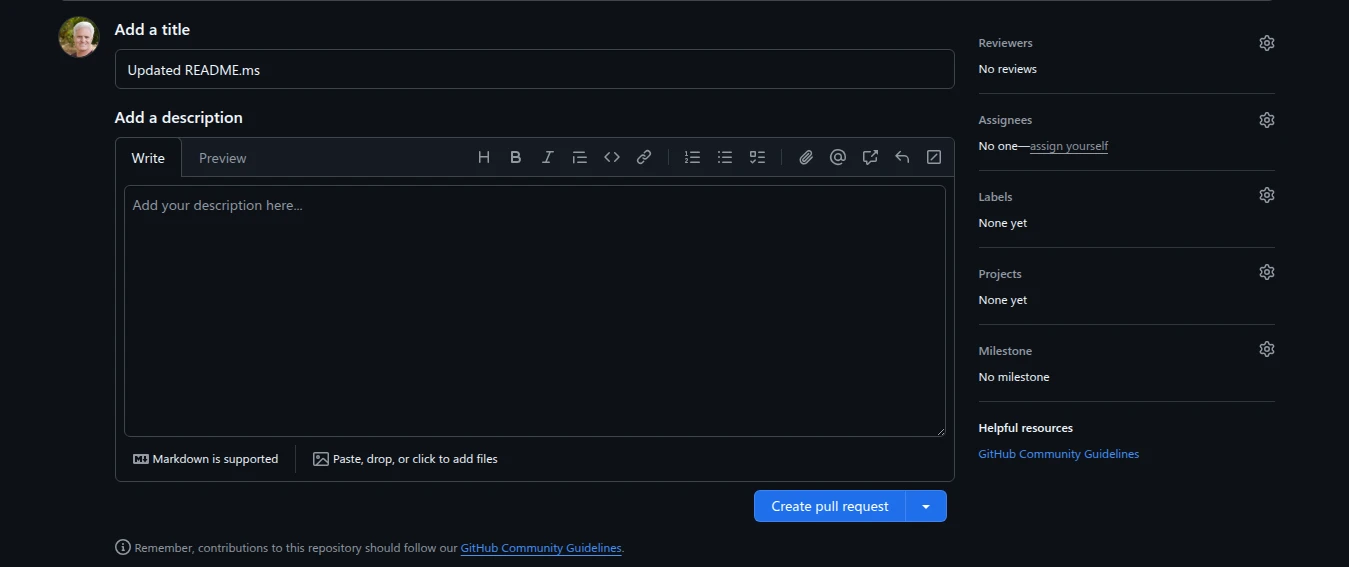 Add a title
Updated README.ms
Add a description
Write
Preview
H B I
Add your description here...
Markdown is supported
Paste, drop, or click to add files
Create pull request
Remember, contributions to this repository should follow our GitHub Community Guidelines.
Reviewers
No reviews
Assignees
No one—assign yourself
Labels
None yet
Projects
None yet
Milestone
No milestone
Helpful resources
GitHub Community Guidelines